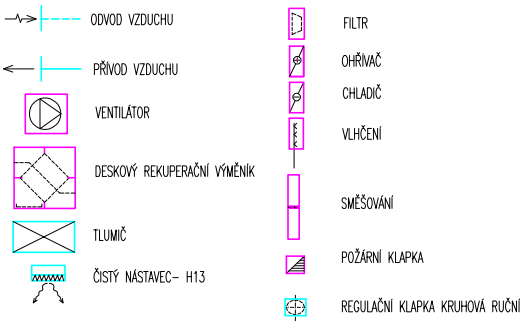 ODVOD VZDUCHU
PŘÍVOD VZDUCHU
VENTILÁTOR
DESKOVÝ REKUPERAČNÍ VÝMĚNÍK
TLUMIČ
ČISTÝ NÁSTAVEC– H13
FILTR
OHŘÍVAČ
CHLADIČ
VLHČENÍ
SMĚŠOVÁNÍ
POŽÁRNÍ KLAPKA
REGULAČNÍ KLAPKA KRUHOVÁ RUČNÍ